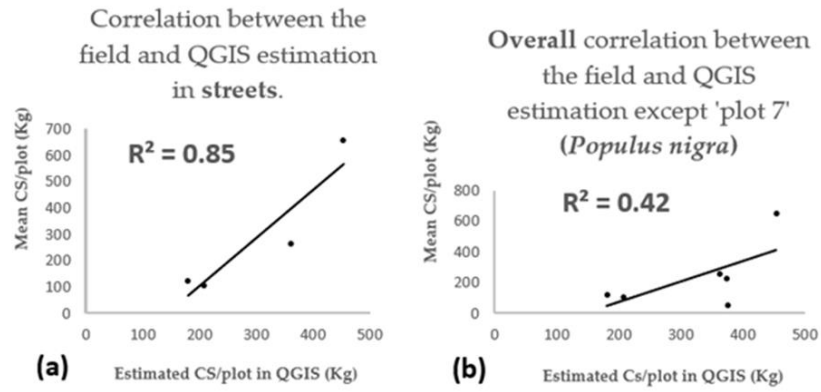 Correlation between the
field and QGIS estimation
in streets.
R² = 0.85
Mean CS/plot (Kg)
700
600
500
400
300
200
100
0
0 100 200 300 400 500
(a)
Estimated CS/plot in QGIS (Kg)
Overall correlation between
the field and QGIS
estimation except 'plot 7'
(Populus nigra)
R² = 0.42
Mean CS/plot (Kg)
800
600
400
200
0
0 100 200 300 400 500
(b)
Estimated Cs/plot in QGIS (Kg)